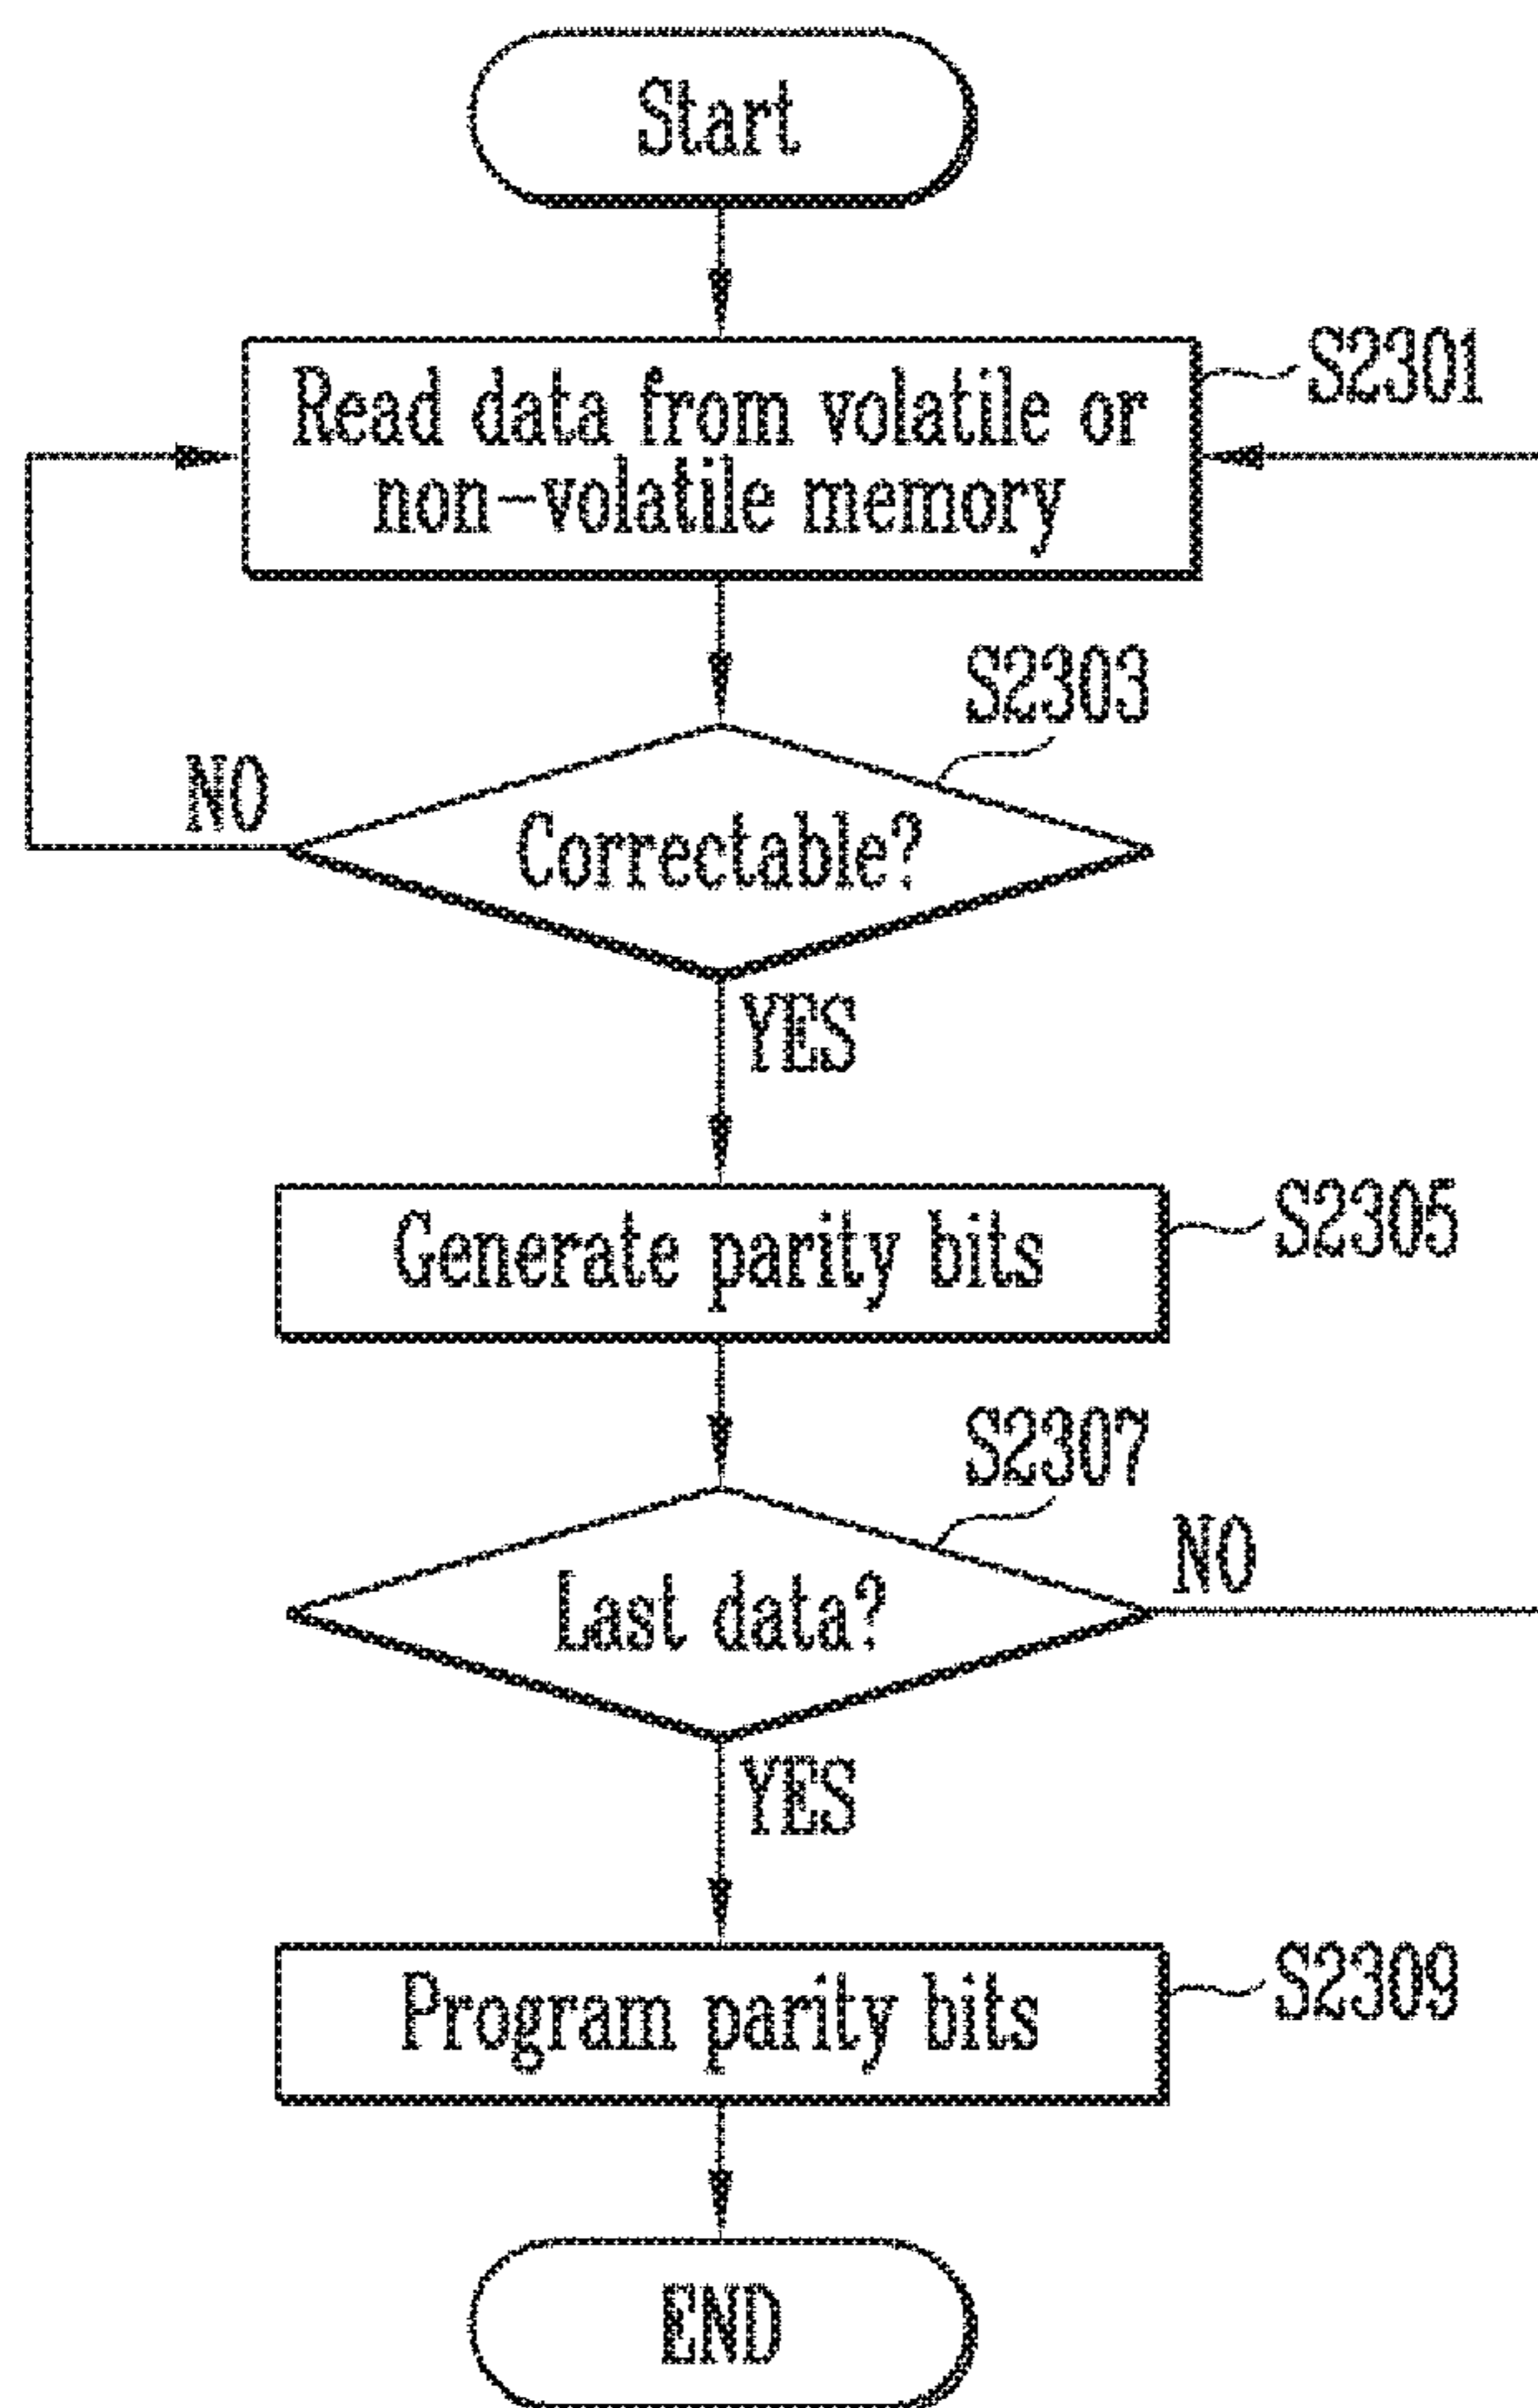 Start
Read data from volatile or
non-volatile memory
S2301
S2303
NO
Correctable?
YES
Generate parity bits
S2305
S2307
NO
Last data?
YES
Program parity bits
S2309
END